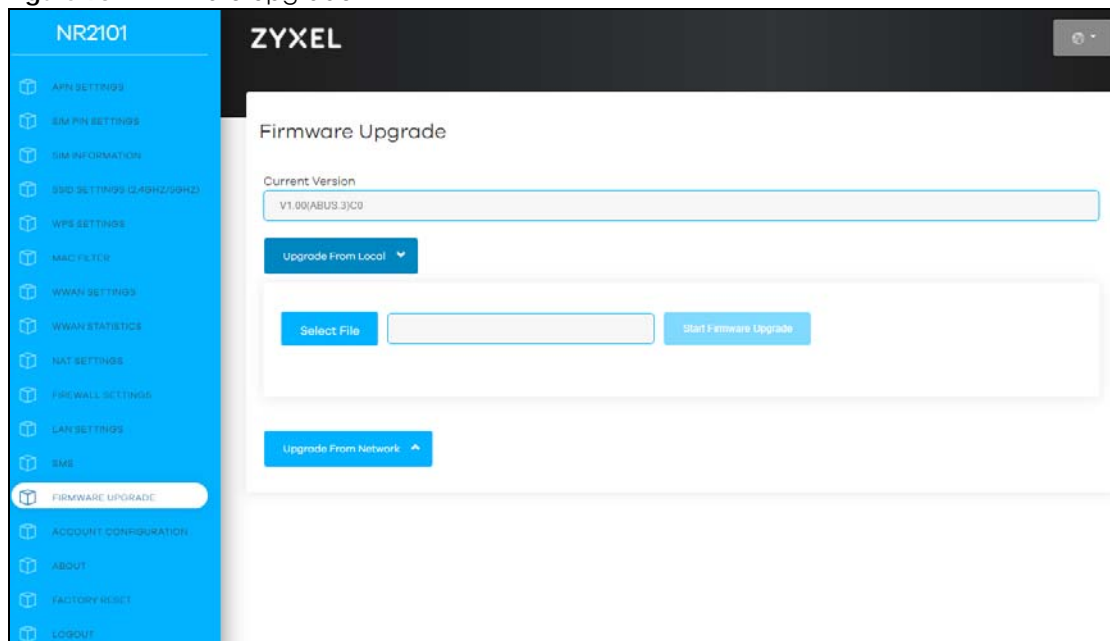 NR2101
ZYXEL
APN SETTINGS
SIM PIN SETTINGS
SIM INFORMATION
SSID SETTINGS (2.4GHZ/5GHZ)
WPS SETTINGS
MAC FILTER
WWAN SETTINGS
WWAN STATISTICS
NAT SETTINGS
FIREWALL SETTINGS
LAN SETTINGS
SMS
FIRMWARE UPGRADE
ACCOUNT CONFIGURATION
ABOUT
FACTORY RESET
LOGOUT
Firmware Upgrade
Current Version
V1.00(ABUS.3)C0
Upgrade From Local
Select File
Start Firmware Upgrade
Upgrade From Network